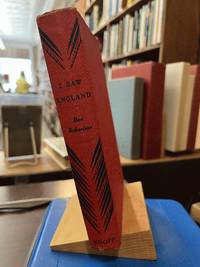 I SAW
ENGLAND
Ben
Robertson
KNOPF